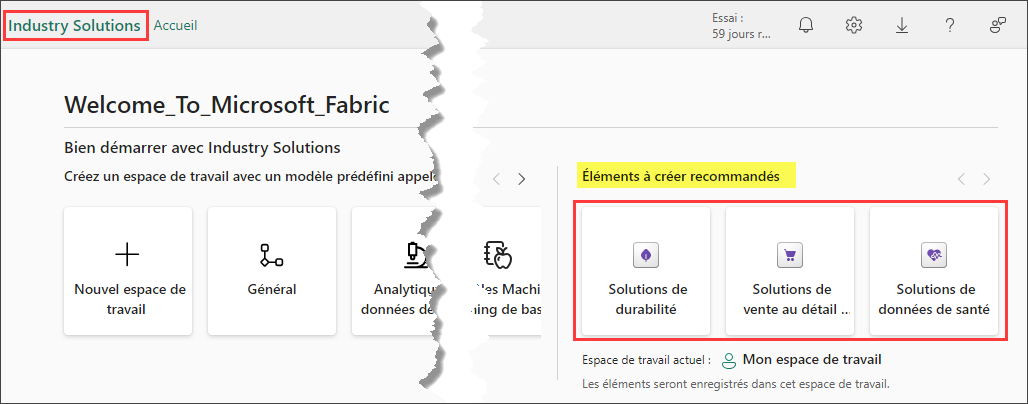 Industry Solutions Accueil
Essai :
59 jours r...
Welcome_To_Microsoft_Fabric
Bien démarrer avec Industry Solutions
Créez un espace de travail avec un modèle prédéfini appelé
Éléments à créer recommandés
Nouvel espace de
travail
Général
Analytique
données de
les Machi
ning de bas
Solutions de
durabilité
Solutions de
vente au détail ...
Solutions de
données de santé
Espace de travail actuel : Mon espace de travail
Les éléments seront enregistrés dans cet espace de travail.